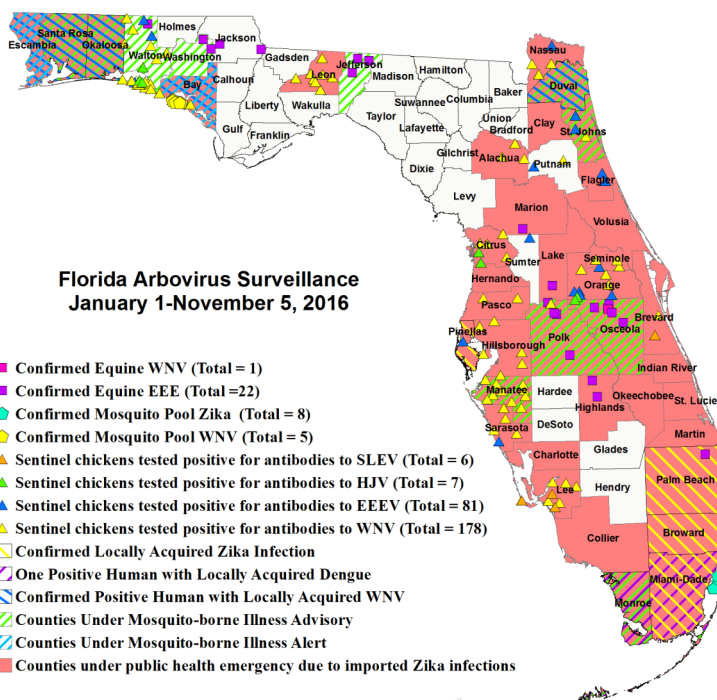 Holmes
Jackson
Santa Rosa
Escambia
Okaloosa
Walton
Washington
Gadsden
Jefferson
Nassau
Leon
Madison
Hamilton
Bay
Calhoun
Baker
Duval
Suwannee
Columbia
Liberty
Wakulla
Taylor
Union
Clay
St. Johns
Lafayette
Bradford
Gulf
Franklin
Gilchrist
Alachua
Putnam
Dixie
Flagler
Levy
Marion
Volusia
Citrus
Lake
Seminole
Sumter
Hernando
Orange
Florida Arbovirus Surveillance
January 1-November 5, 2016
Pasco
Brevard
Pinellas
Osceola
Hillsborough
Polk
Indian River
Manatee
Hardee
Okeechobee
St. Lucie
Highlands
Sarasota
DeSoto
Martin
Charlotte
Glades
Palm Beach
Lee
Hendry
Broward
Collier
Miami-Dade
Monroe
Confirmed Equine WNV (Total = 1)
Confirmed Equine EEE (Total =22)
Confirmed Mosquito Pool Zika (Total = 8)
Confirmed Mosquito Pool WNV (Total = 5)
Sentinel chickens tested positive for antibodies to SLEV (Total = 6)
Sentinel chickens tested positive for antibodies to HJV (Total = 7)
Sentinel chickens tested positive for antibodies to EEEV (Total = 81)
Sentinel chickens tested positive for antibodies to WNV (Total = 178)
Confirmed Locally Acquired Zika Infection
One Positive Human with Locally Acquired Dengue
Confirmed Positive Human with Locally Acquired WNV
Counties Under Mosquito-borne Illness Advisory
Counties Under Mosquito-borne Illness Alert
Counties under public health emergency due to imported Zika infections